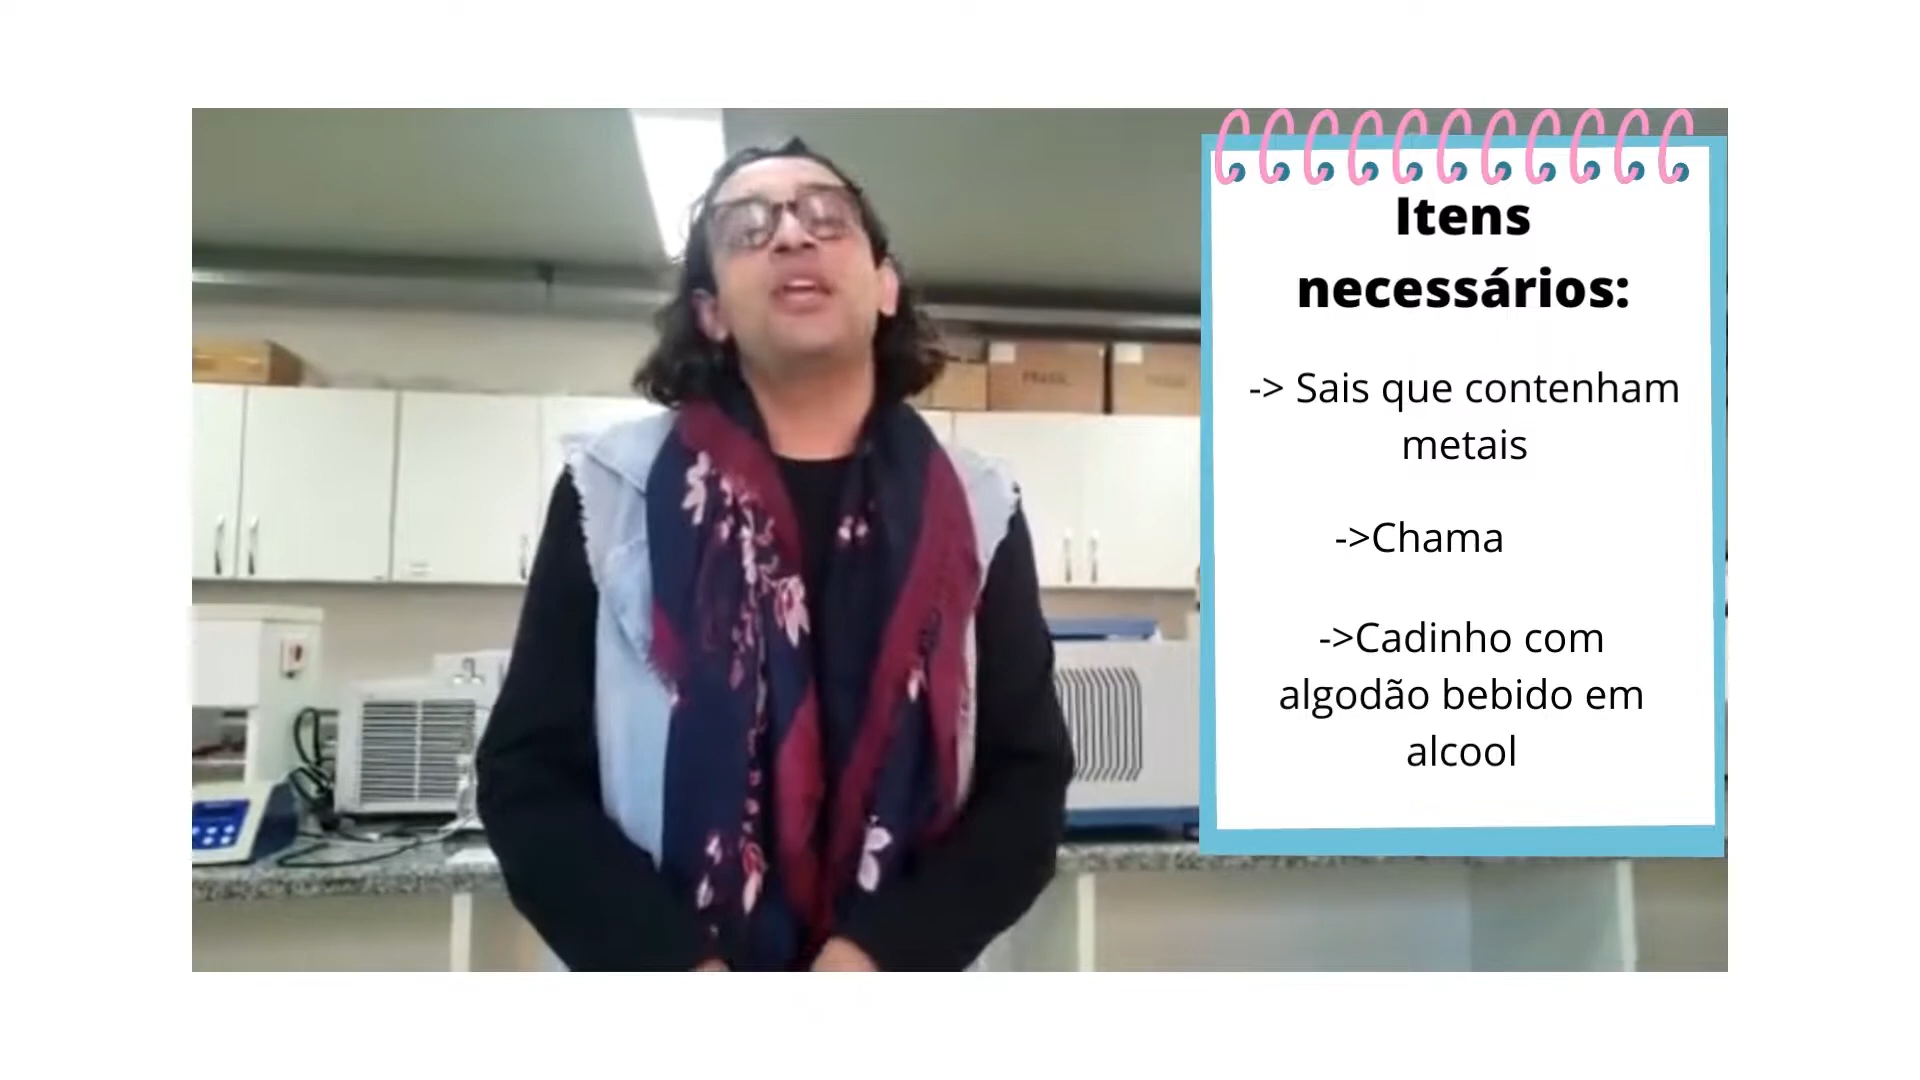 Itens
necessários:
-> Sais que contenham
metais
->Chama
->Cadinho com
algodão bebido em
alcool